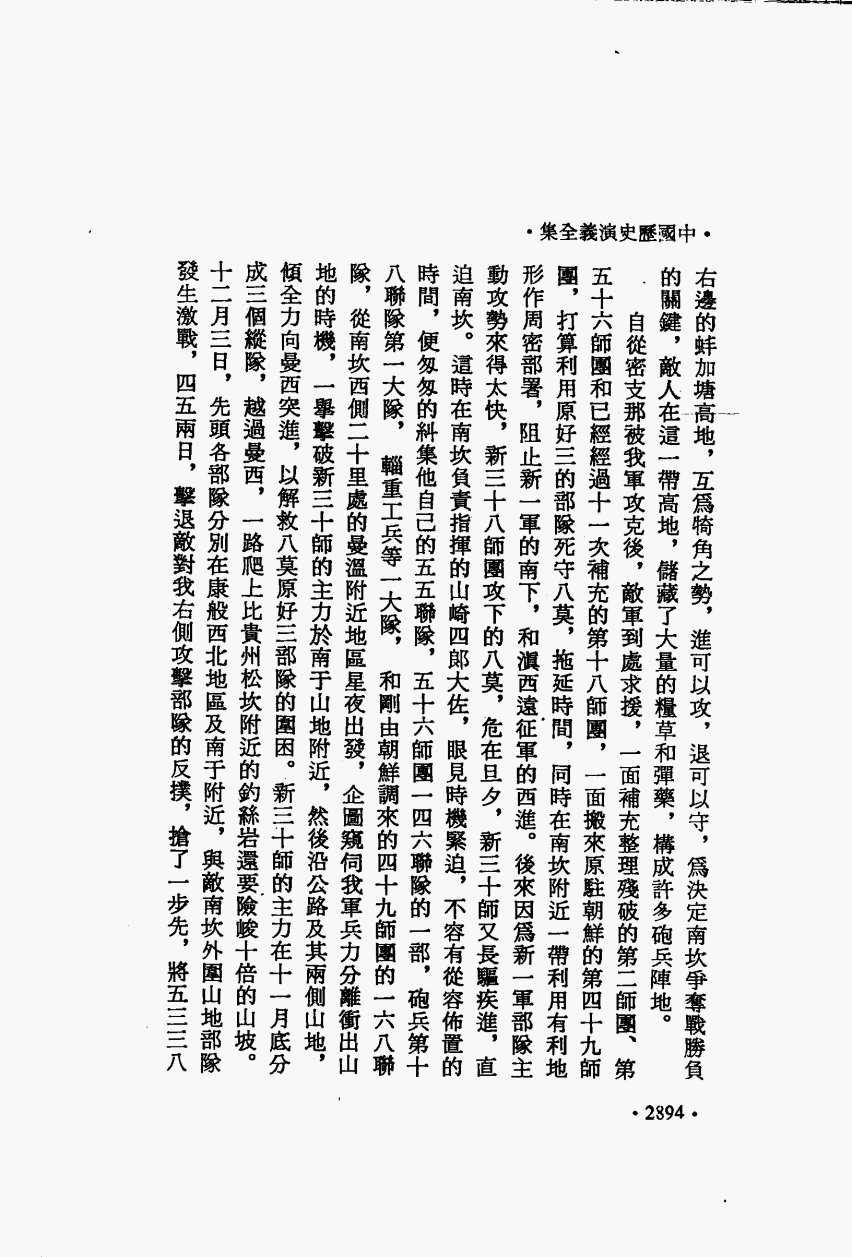 ·中國歷史演義全集·
右邊的蚌加塘高地，互爲犄角之勢，進可以攻，退可以守，爲決定南坎爭奪戰勝負
的關鍵，敵人在這一帶高地，儲藏了大量的糧草和彈藥，構成許多砲兵陣地。
自從密支那被我軍攻克後，敵軍到處求援，一面補充整理殘破的第二師團、第
五十六師團和已經經過十一次補充的第十八師團，一面搬來原駐朝鮮的第四十九師
團，打算利用原好三的部隊死守八莫，拖延時間，同時在南坎附近一帶利用有利地
形作周密部署，阻止新一軍的南下，和滇西遠征軍的西進。後來因爲新一軍部隊主
動攻勢來得太快，新三十八師團攻下的八莫，危在旦夕，新三十師又長驅疾進，直
迫南坎。這時在南坎負責指揮的山崎四郞大佐，眼見時機緊迫，不容有從容佈置的
時間，便匆匆的糾集他自己的五五聯隊，五十六師團一四六聯隊的一部，砲兵第十
八聯隊第一大隊，輜重工兵等一大隊，和剛由朝鮮調來的四十九師團的一六八聯
隊，從南坎西側二十里處的曼溫附近地區星夜出發，企圖窺伺我軍兵力分離衝出山
地的時機，一舉擊破新三十師的主力於南于山地附近，然後沿公路及其兩側山地，
傾全力向曼西突進，以解救八莫原好三部隊的圍困。新三十師的主力在十一月底分
成三個縱隊，越過曼西，一路爬上比貴州松坎附近的釣絲岩還要險峻十倍的山坡。
十二月三日，先頭各部隊分別在康般西北地區及南于附近，與敵南坎外圍山地部隊
發生激戰，四五兩日，擊退敵對我右側攻擊部隊的反撲，搶了一步先，將五三三八
·2894·